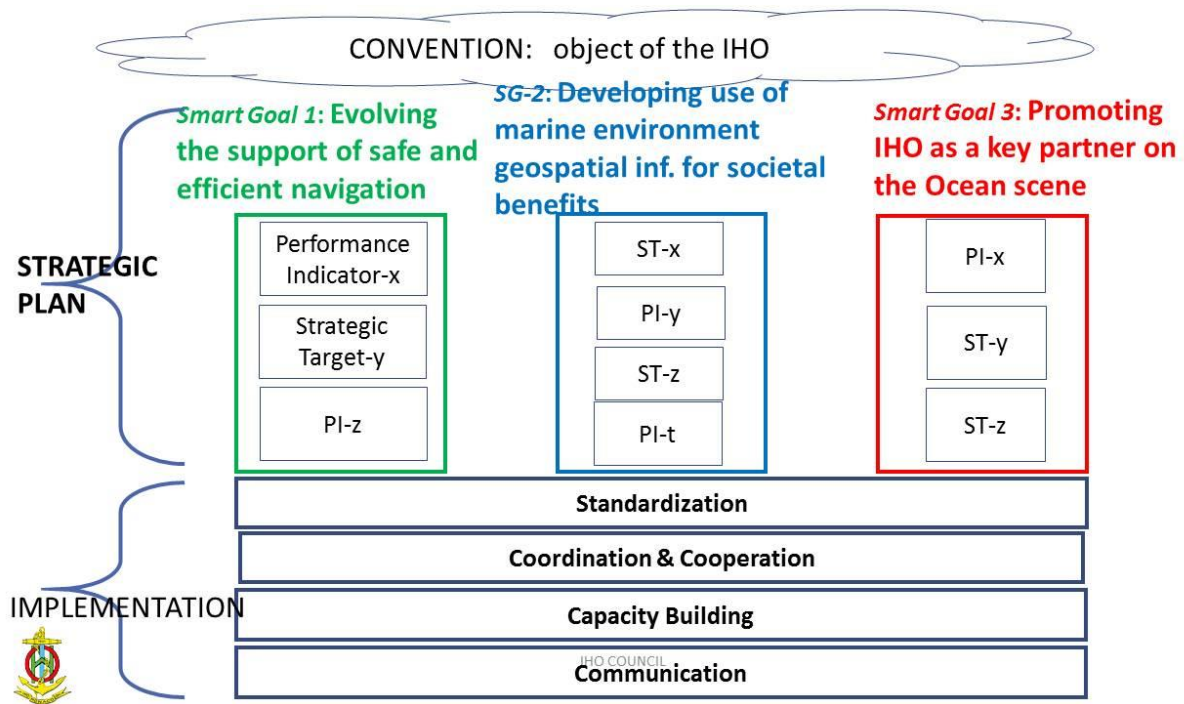 CONVENTION: object of the IHO
Smart Goal 1: Evolving
the support of safe and
efficient navigation
SG-2: Developing use of
marine environment
geospatial inf. for societal
benefits
Smart Goal 3: Promoting
IHO as a key partner on
the Ocean scene
STRATEGIC
PLAN
Performance
Indicator-x
Strategic
Target-y
PI-z
ST-x
PI-y
ST-z
PI-t
PI-x
ST-y
ST-z
IMPLEMENTATION
Standardization
Coordination & Cooperation
Capacity Building
IHO COUNCIL
Communication